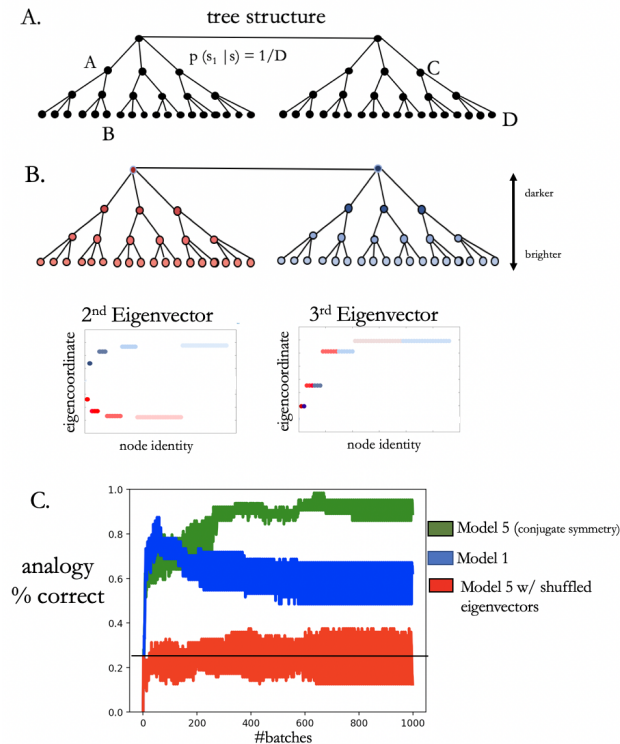 A.
tree structure
A
p (s₁ |s) = 1/D
C
B
D
B.
darker
brighter
2nd Eigenvector
3rd Eigenvector
eigencoordinate
eigencoordinate
node identity
node identity
C.
1.0
0.8
0.6
0.4
0.2
0.0
analogy
% correct
0
200
400
600
800
1000
#batches
Model 5 (conjugate symmetry)
Model 1
Model 5 w/ shuffled
eigenvectors